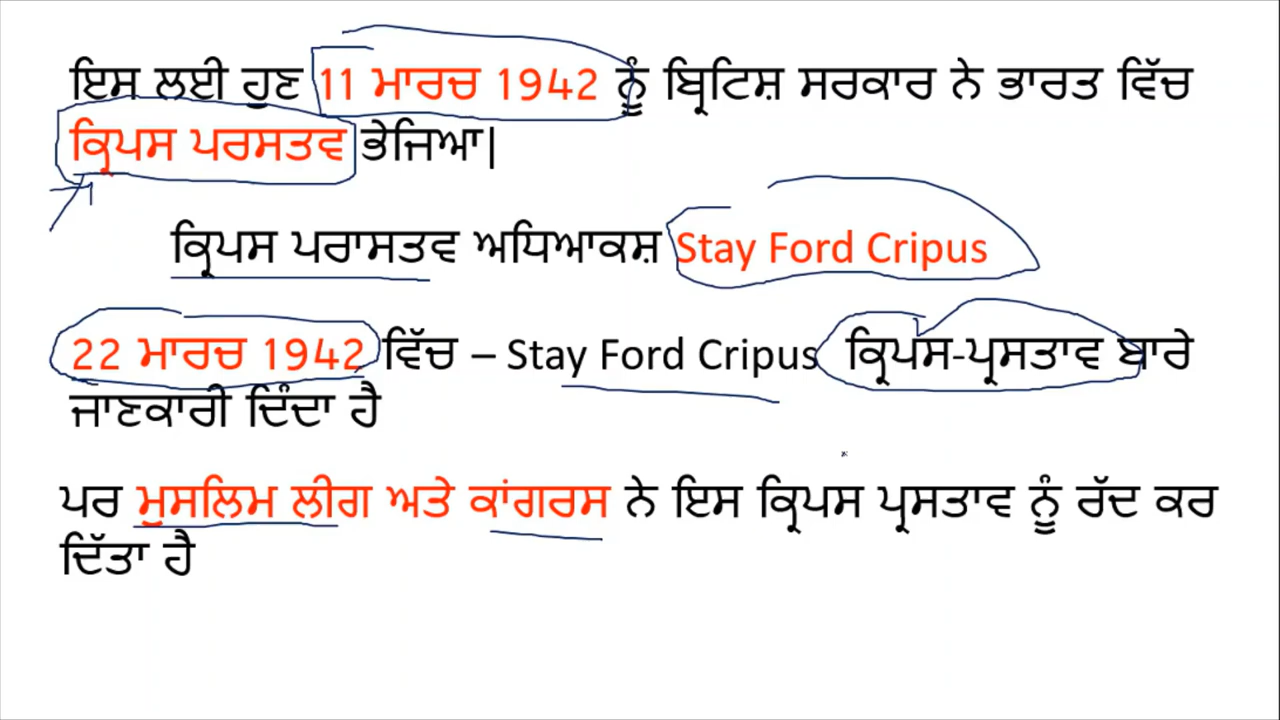 ਇਸ ਲਈ ਹੁਣ 11 ਮਾਰਚ 1942 ਨੂੰ ਬ੍ਰਿਟਿਸ਼ ਸਰਕਾਰ ਨੇ ਭਾਰਤ ਵਿੱਚ
ਕ੍ਰਿਪਸ ਪਰਸਤਵ ਭੇਜਿਆ|
ਕ੍ਰਿਪਸ ਪਰਾਸਤਵ ਅਧਿਆਕਸ਼ Stay Ford Cripus
22 ਮਾਰਚ 1942 ਵਿੱਚ – Stay Ford Cripus ਕ੍ਰਿਪਸ-ਪ੍ਰਸਤਾਵ ਬਾਰੇ
ਜਾਣਕਾਰੀ ਦਿੰਦਾ ਹੈ
ਪਰ ਮੁਸਲਿਮ ਲੀਗ ਅਤੇ ਕਾਂਗਰਸ ਨੇ ਇਸ ਕ੍ਰਿਪਸ ਪ੍ਰਸਤਾਵ ਨੂੰ ਰੱਦ ਕਰ
ਦਿੱਤਾ ਹੈ